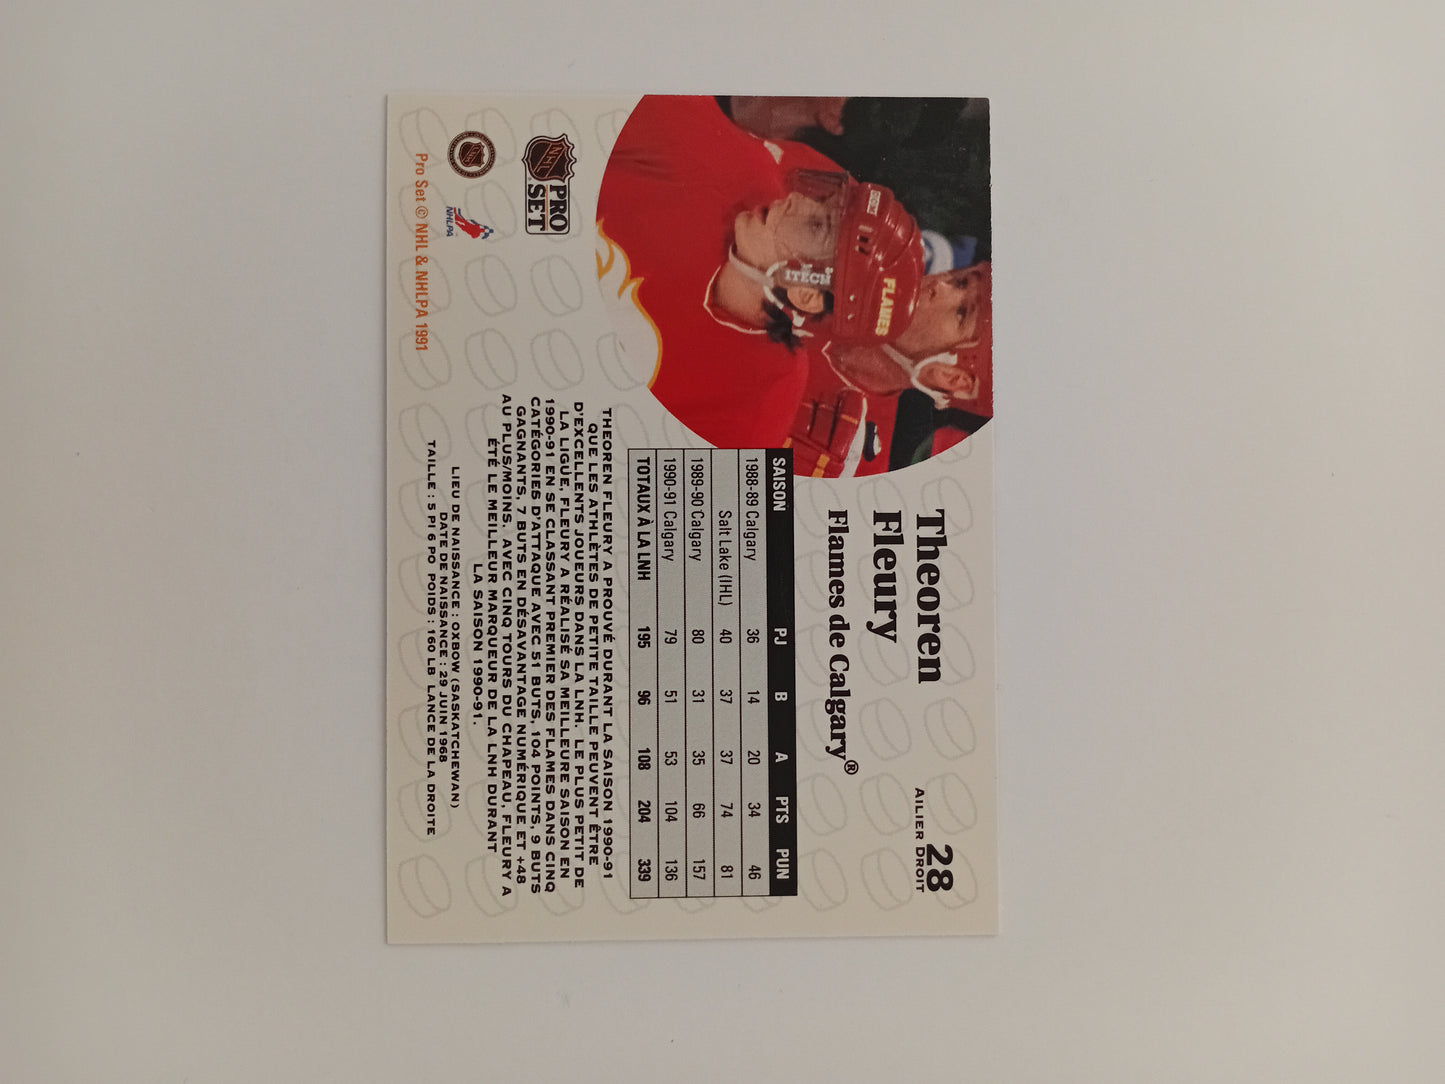 28
AILIER DROIT
Theoren
Fleury
Flames de Calgary®
FLAMES
ITECH
SAISON PJ B A PTS PUN
1988-89 Calgary 36 14 20 34 46
Salt Lake (IHL) 40 37 37 74 81
1989-90 Calgary 80 31 35 66 157
1990-91 Calgary 79 51 53 104 136
TOTAUX À LA LNH 195 96 108 204 339
THEOREN FLEURY A PROUVÉ DURANT LA SAISON 1990-91
QUE LES ATHLÈTES DE PETITE TAILLE PEUVENT ÊTRE
D'EXCELLENTS JOUEURS DANS LA LNH. LE PLUS PETIT DE
LA LIGUE, FLEURY A RÉALISÉ SA MEILLEURE SAISON EN
1990-91 EN SE CLASSANT PREMIER DES FLAMES DANS CINQ
CATÉGORIES D'ATTAQUE AVEC 51 BUTS, 104 POINTS, 9 BUTS
GAGNANTS, 7 BUTS EN DÉSAVANTAGE NUMÉRIQUE ET +48
AU PLUS/MOINS. AVEC CINQ TOURS DU CHAPEAU, FLEURY A
ÉTÉ LE MEILLEUR MARQUEUR DE LA LNH DURANT
LA SAISON 1990-91.
LIEU DE NAISSANCE : OXBOW (SASKATCHEWAN)
DATE DE NAISSANCE : 29 JUIN 1968
TAILLE : 5 PI 6 PO POIDS : 160 LB LANCE DE LA DROITE
NHL
PRO
SET
NHLPA
Pro Set © NHL & NHLPA 1991